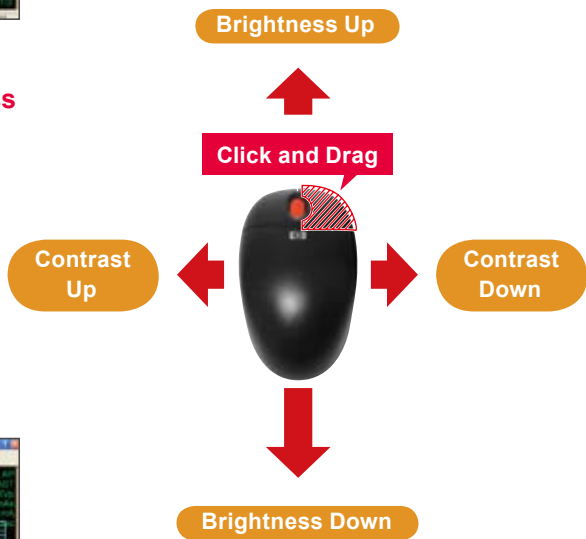 Brightness Up
Click and Drag
Contrast
Up
Contrast
Down
Brightness Down